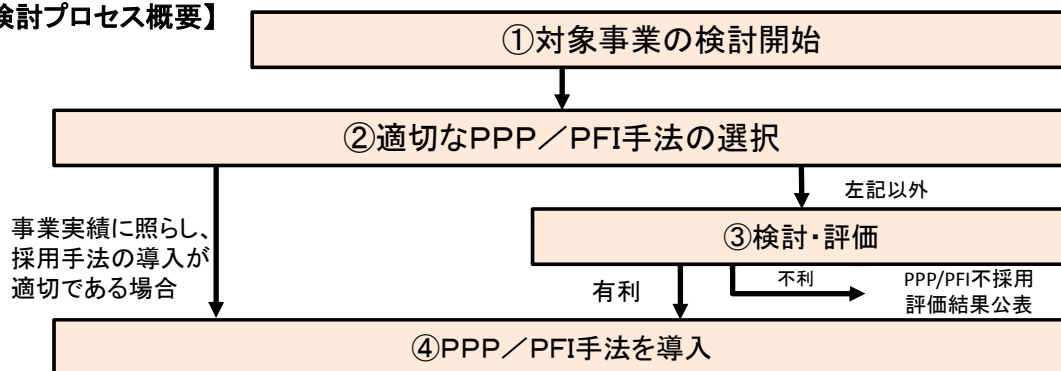 検討プロセス概要】
①対象事業の検討開始
②適切なPPP／PFI手法の選択
左記以外
事業実績に照らし、
採用手法の導入が
適切である場合
③検討・評価
有利
不利
PPP/PFI不採用
評価結果公表
④PPP／PFI手法を導入